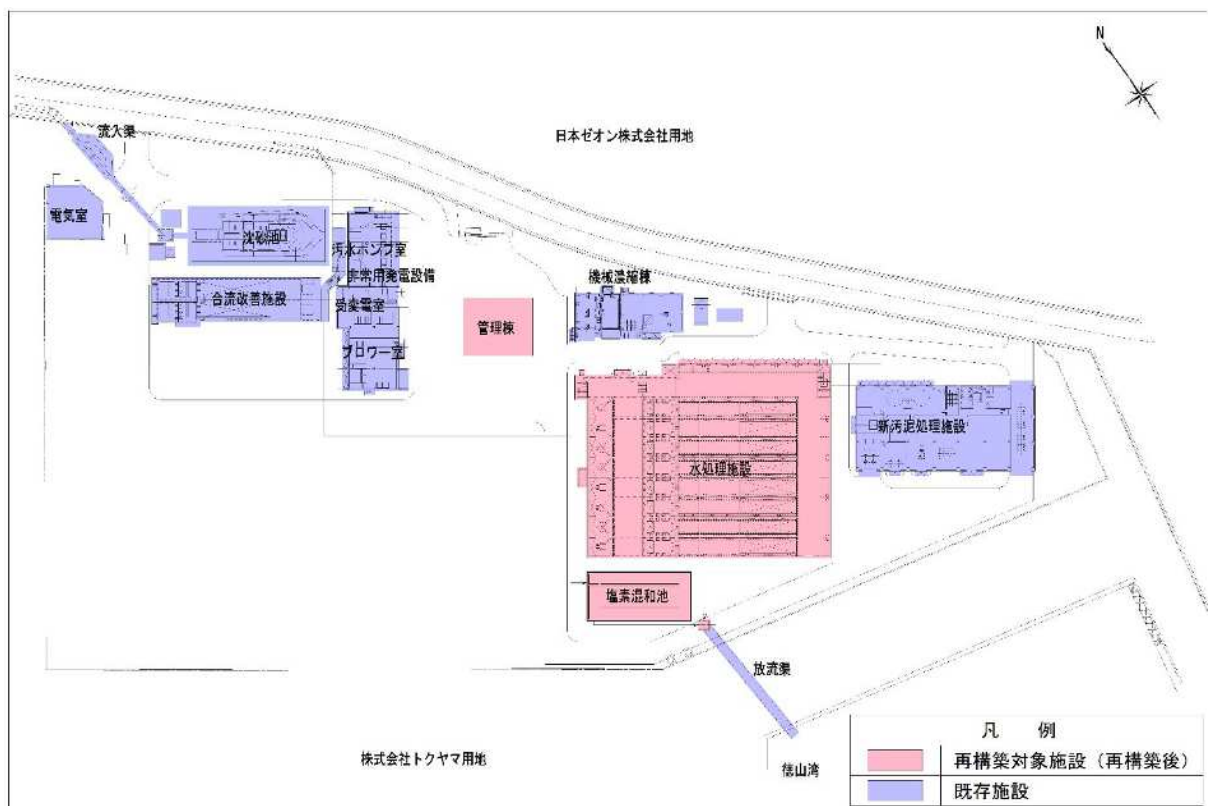 N
日本ゼオン株式会社用地
流入渠
電気室
沈砂池
汚水ポンプ室
非常用発電設備
合流改善施設
受変電室
ブロワー室
管理棟
機械濃縮棟
新汚泥処理施設
水処理施設
塩素混和池
放流渠
株式会社トクヤマ用地
徳山湾
凡 例
再構築対象施設（再構築後）
既存施設